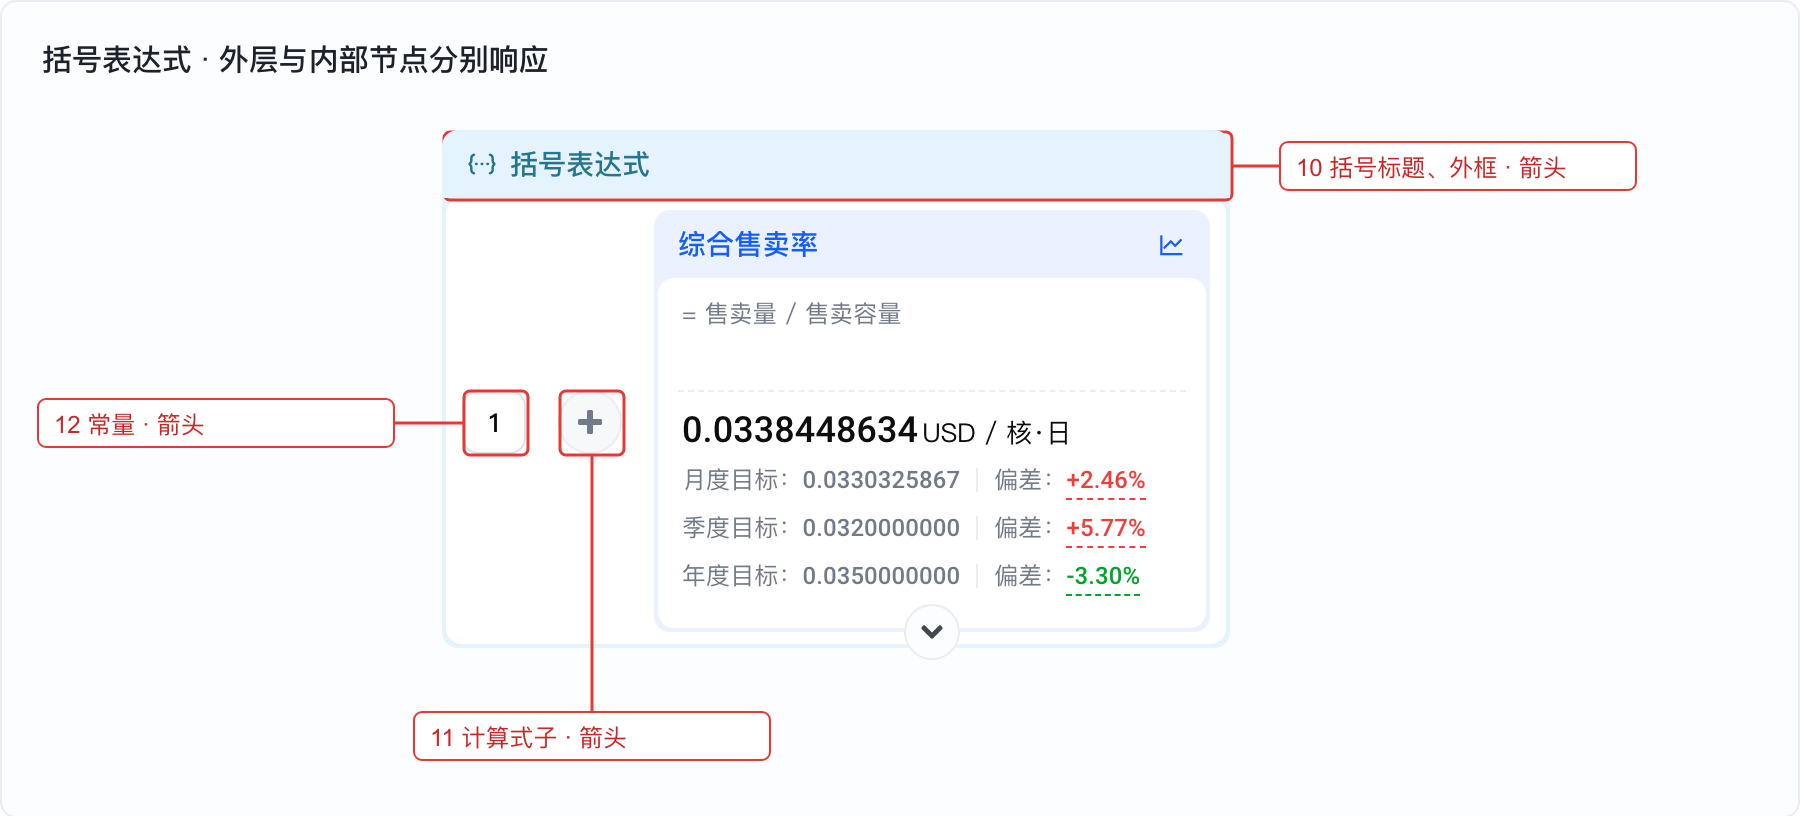 括号表达式 · 外层与内部节点分别响应
{···} 括号表达式
10 括号标题、外框 · 箭头
综合售卖率
= 售卖量 / 售卖容量
12 常量 · 箭头
1
0.0338448634 USD / 核·日
月度目标：0.0330325867 偏差：+2.46%
季度目标：0.0320000000 偏差：+5.77%
年度目标：0.0350000000 偏差：-3.30%
11 计算式子 · 箭头